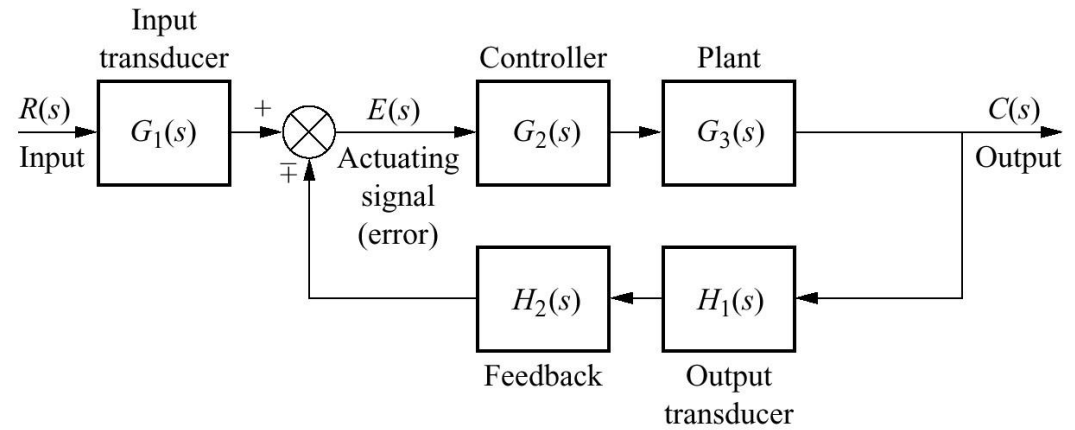 Input
transducer
Controller
Plant
R(s)
Input
G₁(s)
+
∓
E(s)
Actuating
signal
(error)
G₂(s)
G₃(s)
C(s)
Output
H₂(s)
Feedback
H₁(s)
Output
transducer